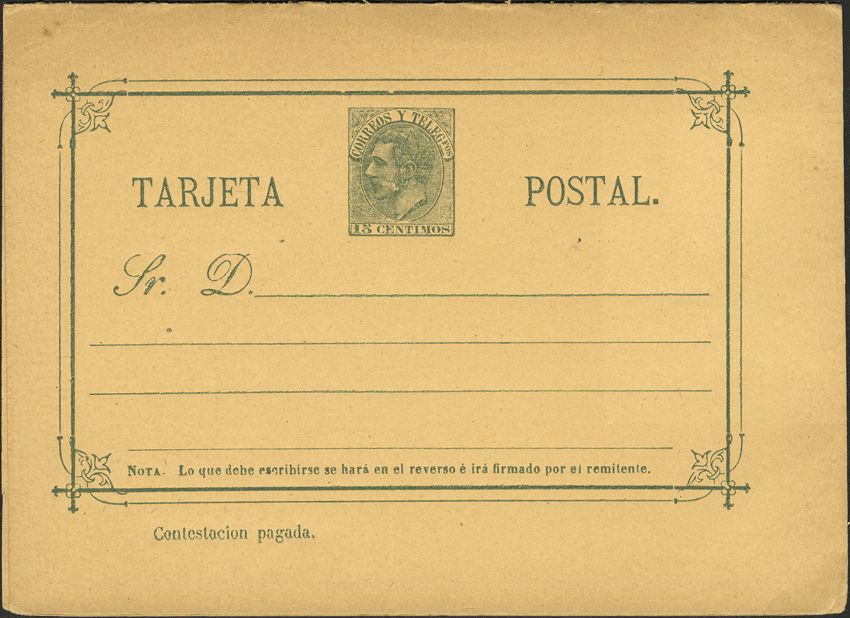 CORREOS Y TELEGFOS
TARJETA POSTAL.
15 CENTIMOS
Sr. D.
NOTA. Lo que debe escribirse se hará en el reverso é irá firmado por el remitente.
Contestacion pagada.